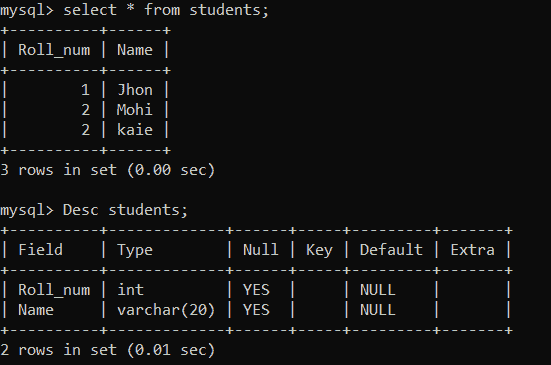 mysql> select * from students;
+----------+------+
| Roll_num | Name |
+----------+------+
|        1 | Jhon |
|        2 | Mohi |
|        2 | kaie |
+----------+------+
3 rows in set (0.00 sec)

mysql> Desc students;
+----------+-------------+------+-----+---------+-------+
| Field    | Type        | Null | Key | Default | Extra |
+----------+-------------+------+-----+---------+-------+
| Roll_num | int         | YES  |     | NULL    |       |
| Name     | varchar(20) | YES  |     | NULL    |       |
+----------+-------------+------+-----+---------+-------+
2 rows in set (0.01 sec)